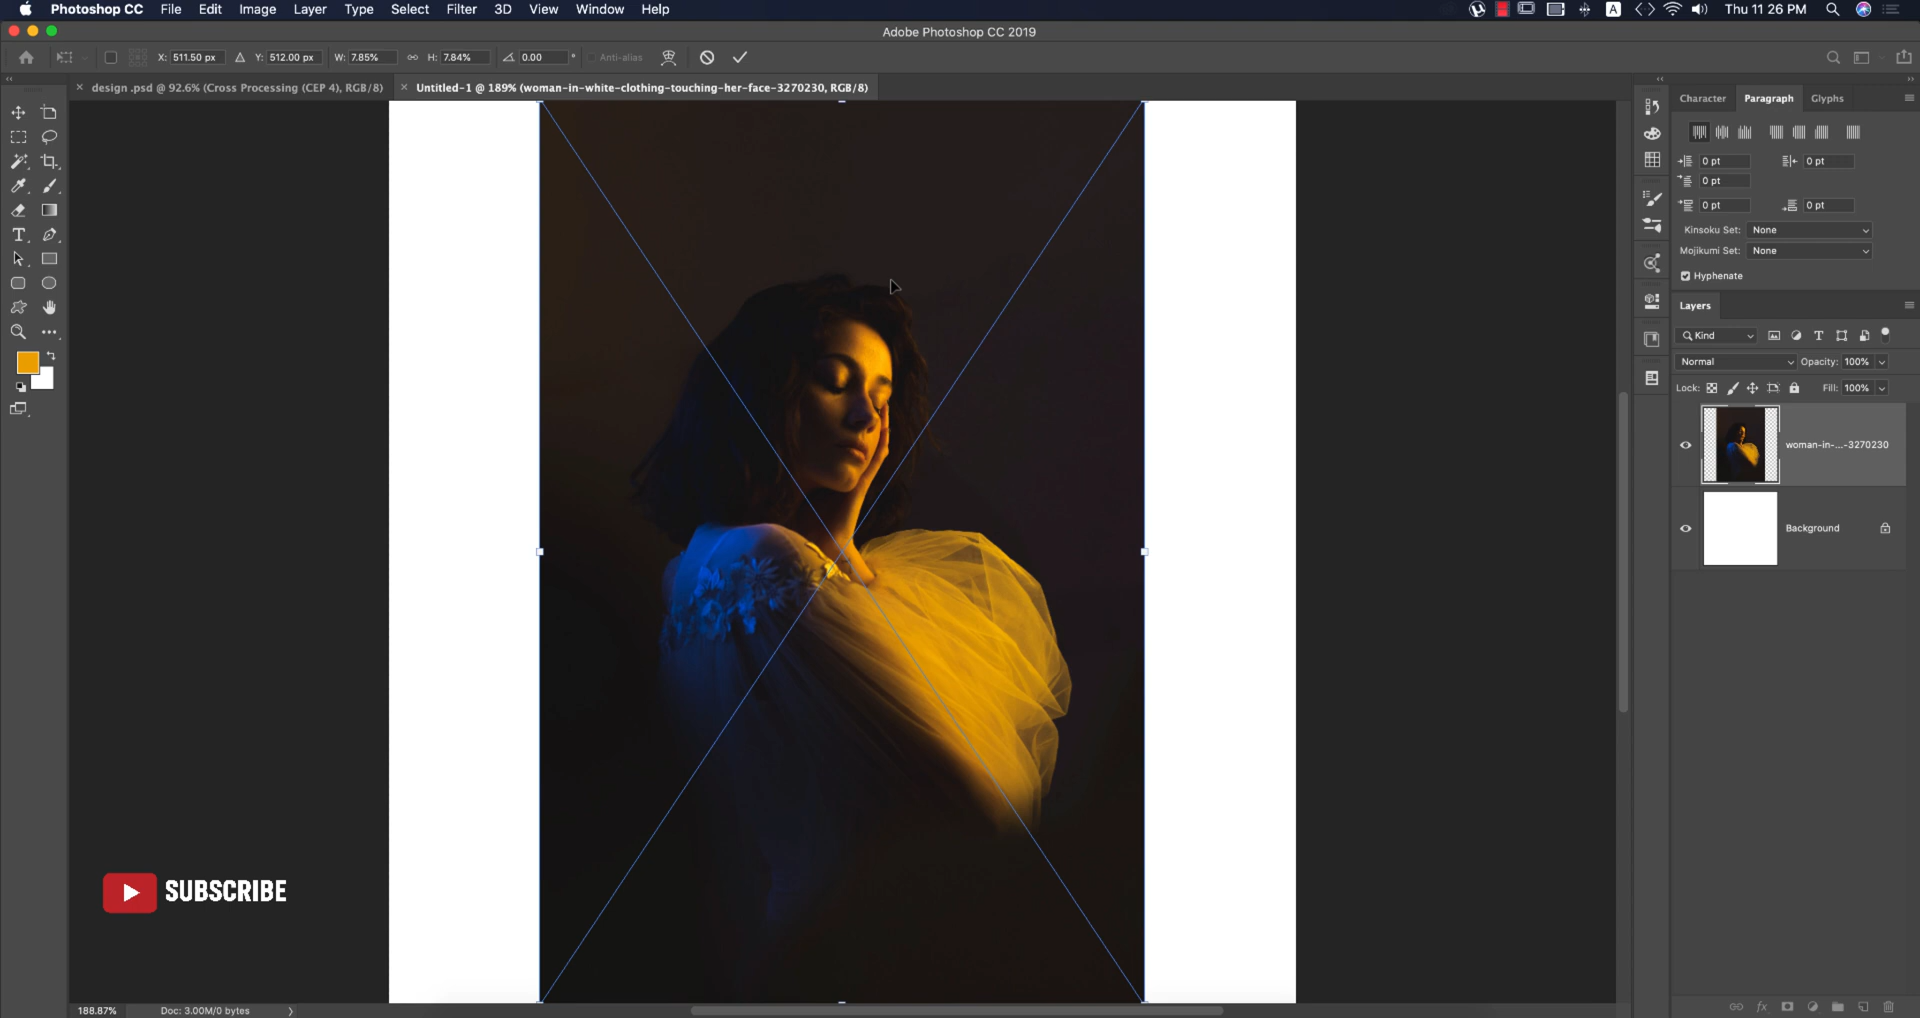 Photoshop CC File Edit Image Layer Type Select Filter 3D View Window Help
A Thu 11 26 PM
Adobe Photoshop CC 2019
X: 511.50 px Y: 512.00 px W: 7.85% H: 7.84% 0.00 ° Anti-alias
× design .psd @ 92.6% (Cross Processing (CEP 4), RGB/8) × Untitled-1 @ 189% (woman-in-white-clothing-touching-her-face-3270230, RGB/8)
Character Paragraph Glyphs
0 pt 0 pt
0 pt
0 pt 0 pt
Kinsoku Set: None
Mojikumi Set: None
Hyphenate
Layers
Kind
Normal Opacity: 100%
Lock: Fill: 100%
woman-in-...-3270230
Background
SUBSCRIBE
188.87% Doc: 3.00M/0 bytes